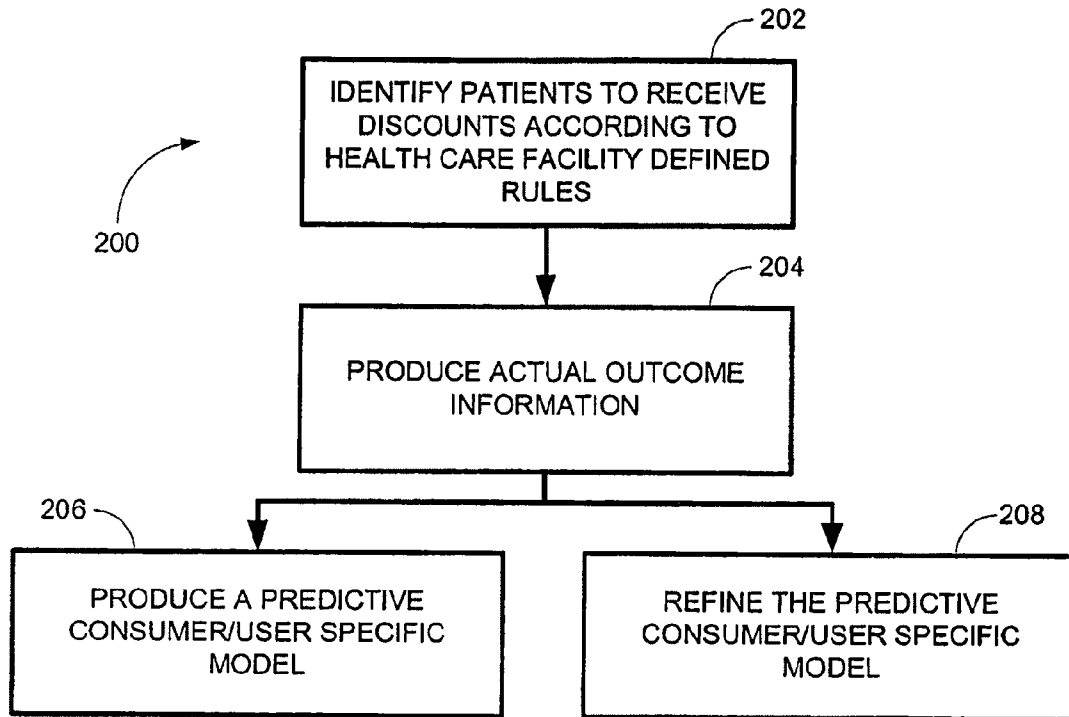 202
IDENTIFY PATIENTS TO RECEIVE
DISCOUNTS ACCORDING TO
HEALTH CARE FACILITY DEFINED
RULES
200
204
PRODUCE ACTUAL OUTCOME
INFORMATION
206
PRODUCE A PREDICTIVE
CONSUMER/USER SPECIFIC
MODEL
208
REFINE THE PREDICTIVE
CONSUMER/USER SPECIFIC
MODEL